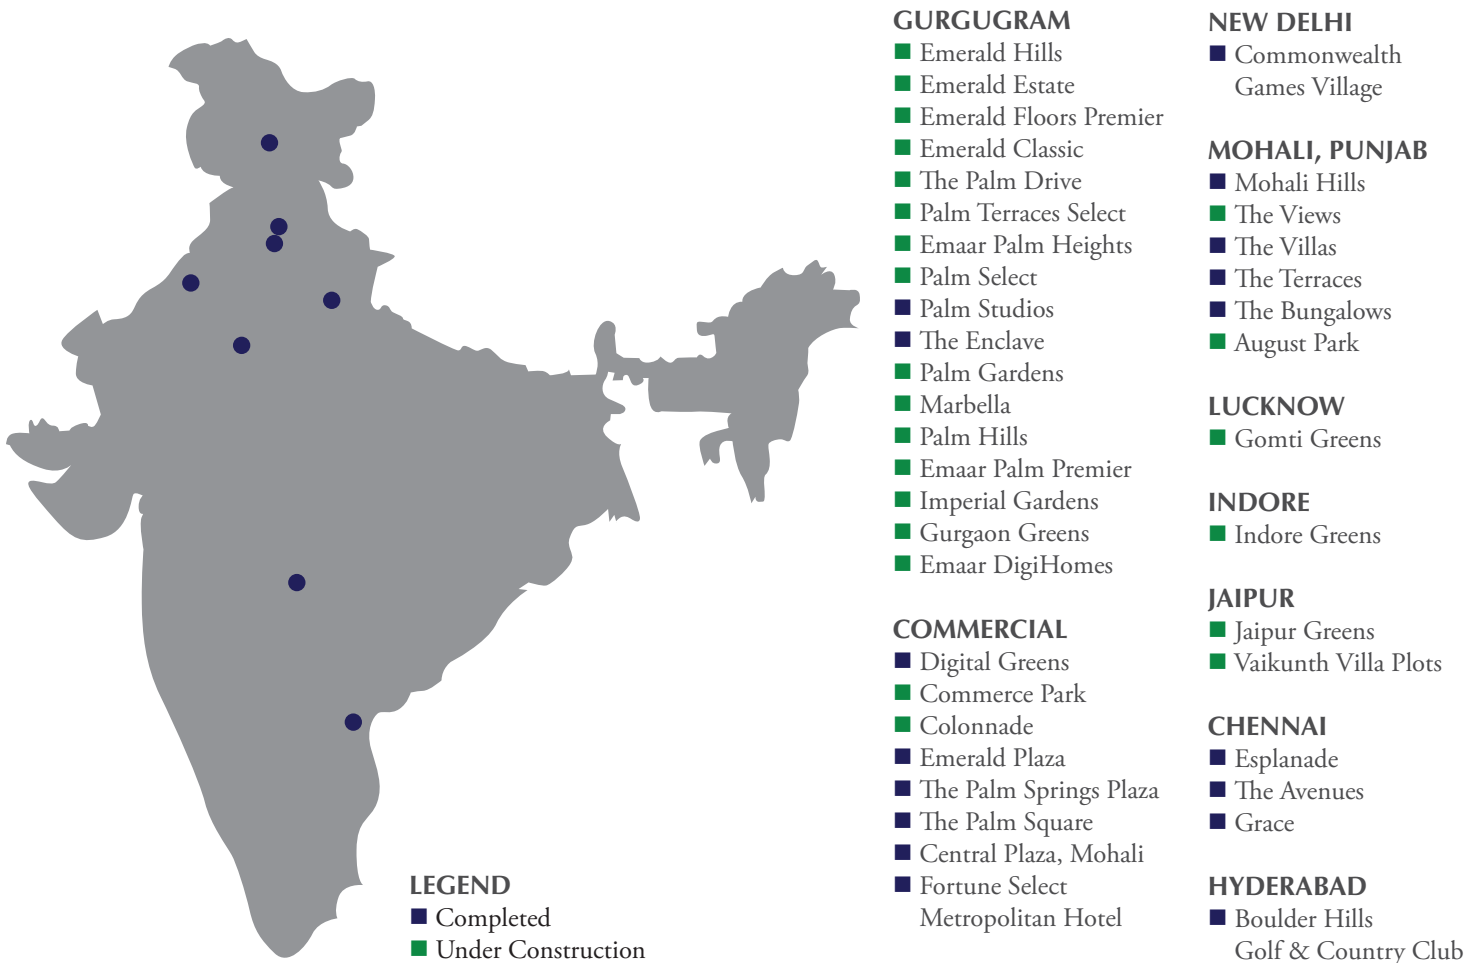 GURGUGRAM
Emerald Hills
Emerald Estate
Emerald Floors Premier
Emerald Classic
The Palm Drive
Palm Terraces Select
Emaar Palm Heights
Palm Select
Palm Studios
The Enclave
Palm Gardens
Marbella
Palm Hills
Emaar Palm Premier
Imperial Gardens
Gurgaon Greens
Emaar DigiHomes
COMMERCIAL
Digital Greens
Commerce Park
Colonnade
Emerald Plaza
The Palm Springs Plaza
The Palm Square
Central Plaza, Mohali
Fortune Select
Metropolitan Hotel
NEW DELHI
Commonwealth
Games Village
MOHALI, PUNJAB
Mohali Hills
The Views
The Villas
The Terraces
The Bungalows
August Park
LUCKNOW
Gomti Greens
INDORE
Indore Greens
JAIPUR
Jaipur Greens
Vaikunth Villa Plots
CHENNAI
Esplanade
The Avenues
Grace
HYDERABAD
Boulder Hills
Golf & Country Club
LEGEND
Completed
Under Construction